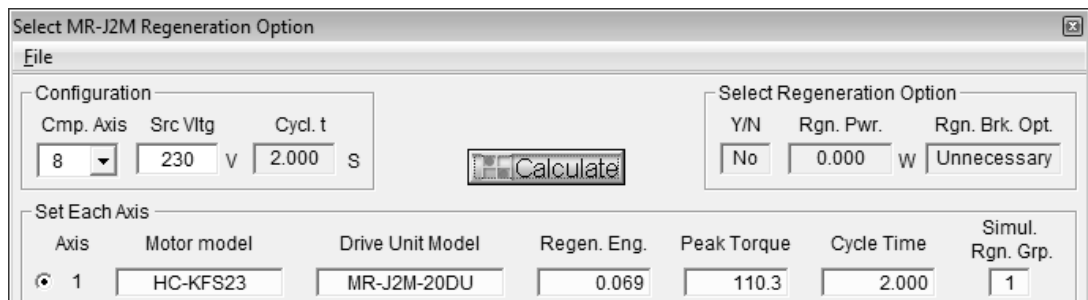 Select MR-J2M Regeneration Option
File
Configuration
Cmp. Axis Src Vltg Cycl. t
8 230 V 2.000 S
Calculate
Select Regeneration Option
Y/N Rgn. Pwr. Rgn. Brk. Opt.
No 0.000 W Unnecessary
Set Each Axis
Axis Motor model Drive Unit Model Regen. Eng. Peak Torque Cycle Time Simul. Rgn. Grp.
1 HC-KFS23 MR-J2M-20DU 0.069 110.3 2.000 1